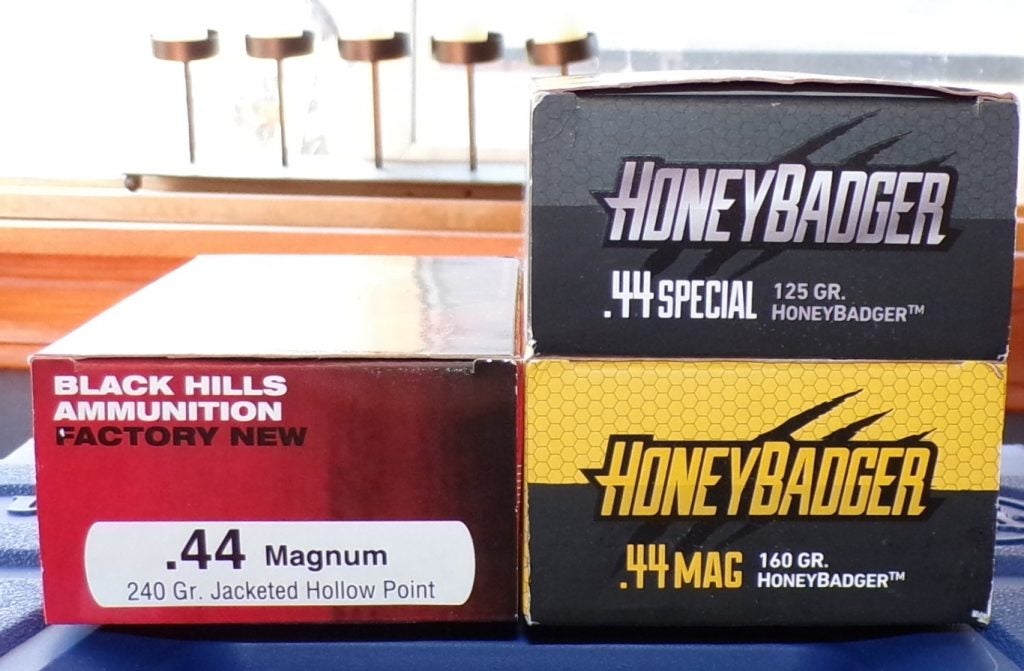 BLACK HILLS
AMMUNITION
FACTORY NEW
.44 Magnum
240 Gr. Jacketed Hollow Point
HONEYBADGER
.44 SPECIAL 125 GR.
HONEYBADGER™
HONEYBADGER
.44 MAG 160 GR.
HONEYBADGER™